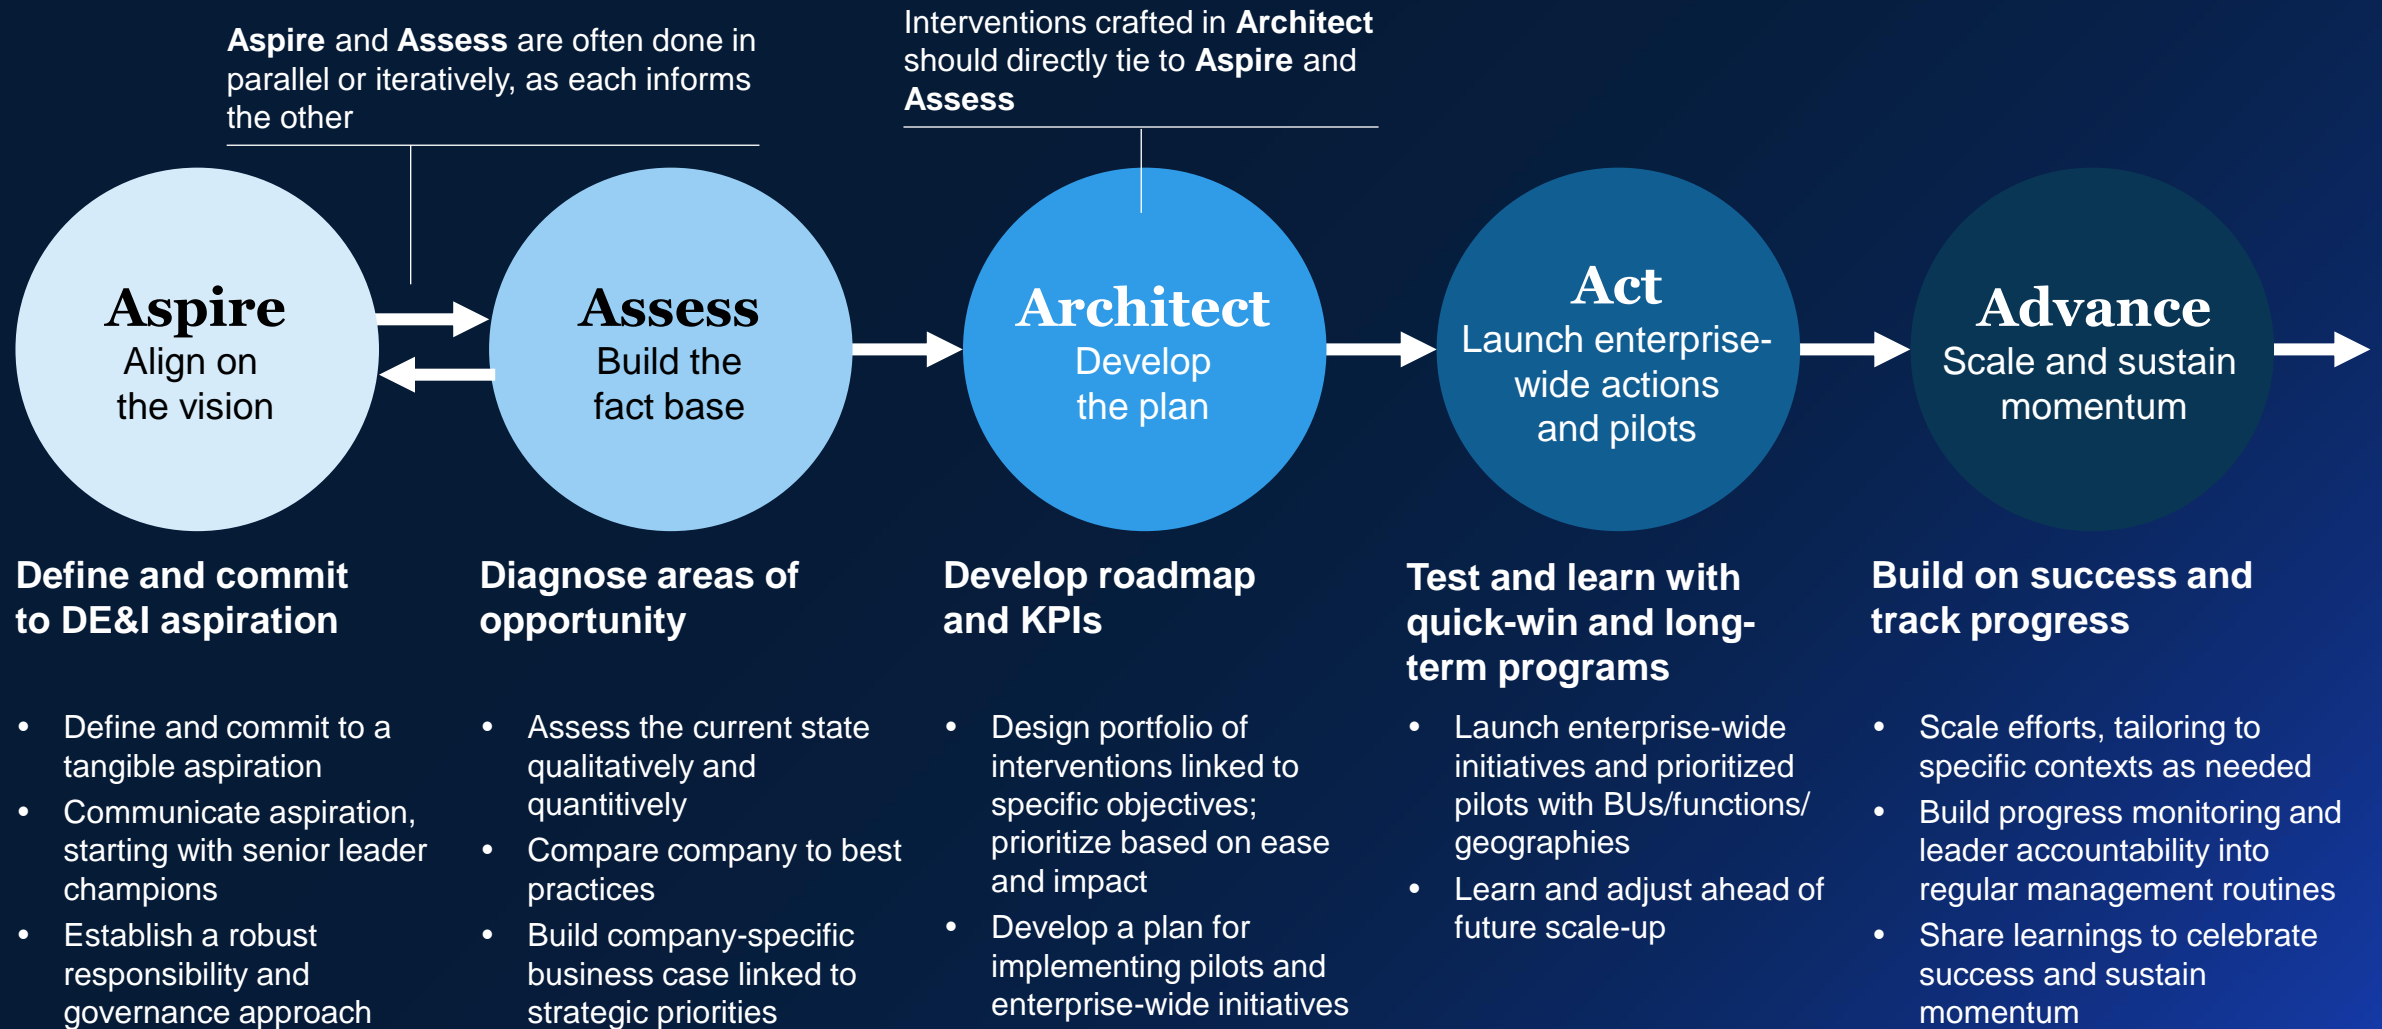 Aspire and Assess are often done in
parallel or iteratively, as each informs
the other
Interventions crafted in Architect
should directly tie to Aspire and
Assess
Aspire
Align on
the vision
Assess
Build the
fact base
Architect
Develop
the plan
Act
Launch enterprise-
wide actions
and pilots
Advance
Scale and sustain
momentum
Define and commit
to DE&I aspiration
• Define and commit to a
tangible aspiration
• Communicate aspiration,
starting with senior leader
champions
• Establish a robust
responsibility and
governance approach
Diagnose areas of
opportunity
• Assess the current state
qualitatively and
quantitively
• Compare company to best
practices
• Build company-specific
business case linked to
strategic priorities
Develop roadmap
and KPIs
• Design portfolio of
interventions linked to
specific objectives;
prioritize based on ease
and impact
• Develop a plan for
implementing pilots and
enterprise-wide initiatives
Test and learn with
quick-win and long-
term programs
• Launch enterprise-wide
initiatives and prioritized
pilots with BUs/functions/
geographies
• Learn and adjust ahead of
future scale-up
Build on success and
track progress
• Scale efforts, tailoring to
specific contexts as needed
• Build progress monitoring and
leader accountability into
regular management routines
• Share learnings to celebrate
success and sustain
momentum